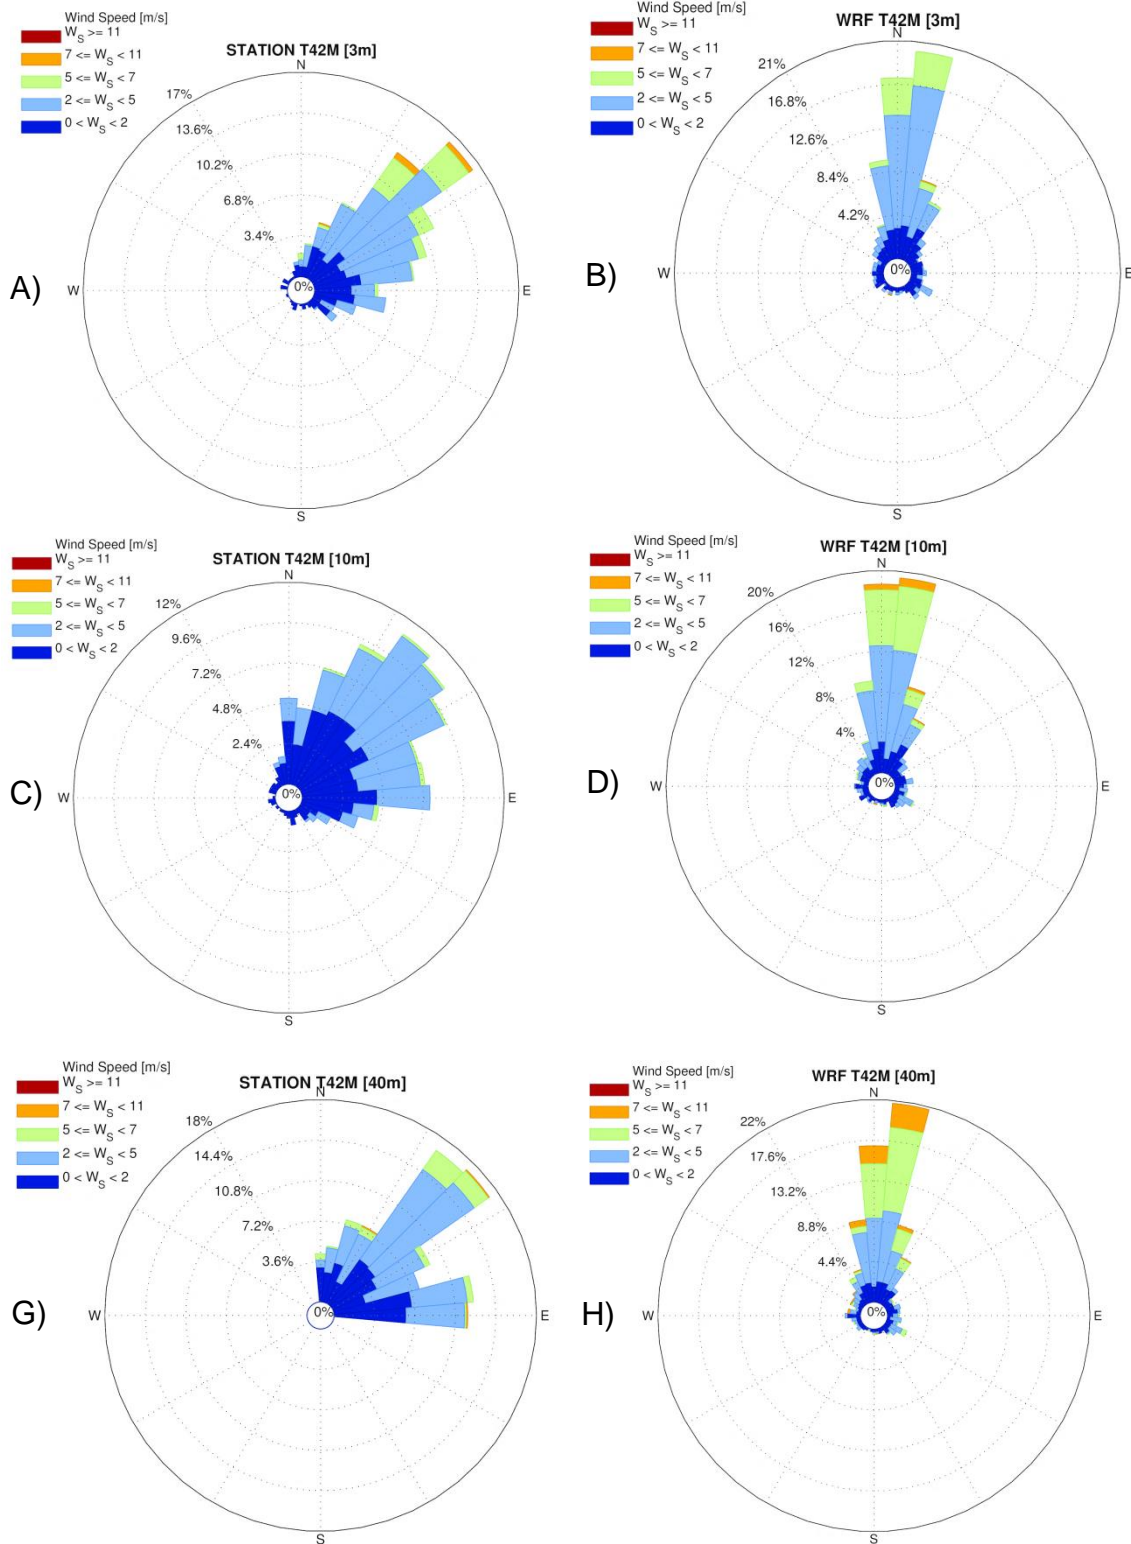 Wind Speed [m/s]
W_S >= 11
7 <= W_S < 11
5 <= W_S < 7
2 <= W_S < 5
0 < W_S < 2
STATION T42M [3m]
N
17%
13.6%
10.2%
6.8%
3.4%
0%
W
E
S
A)
Wind Speed [m/s]
W_S >= 11
7 <= W_S < 11
5 <= W_S < 7
2 <= W_S < 5
0 < W_S < 2
WRF T42M [3m]
N
21%
16.8%
12.6%
8.4%
4.2%
0%
W
E
S
B)
Wind Speed [m/s]
W_S >= 11
7 <= W_S < 11
5 <= W_S < 7
2 <= W_S < 5
0 < W_S < 2
STATION T42M [10m]
N
12%
9.6%
7.2%
4.8%
2.4%
0%
W
E
S
C)
Wind Speed [m/s]
W_S >= 11
7 <= W_S < 11
5 <= W_S < 7
2 <= W_S < 5
0 < W_S < 2
WRF T42M [10m]
N
20%
16%
12%
8%
4%
0%
W
E
S
D)
Wind Speed [m/s]
W_S >= 11
7 <= W_S < 11
5 <= W_S < 7
2 <= W_S < 5
0 < W_S < 2
STATION T42M [40m]
N
18%
14.4%
10.8%
7.2%
3.6%
0%
W
E
S
G)
Wind Speed [m/s]
W_S >= 11
7 <= W_S < 11
5 <= W_S < 7
2 <= W_S < 5
0 < W_S < 2
WRF T42M [40m]
N
22%
17.6%
13.2%
8.8%
4.4%
0%
W
E
S
H)